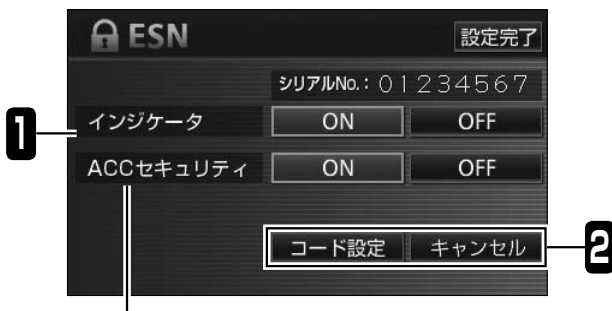 ESN 設定完了
シリアルNo.: 01234567
1 インジケータ ON OFF
ACCセキュリティ ON OFF
コード設定 キャンセル 2